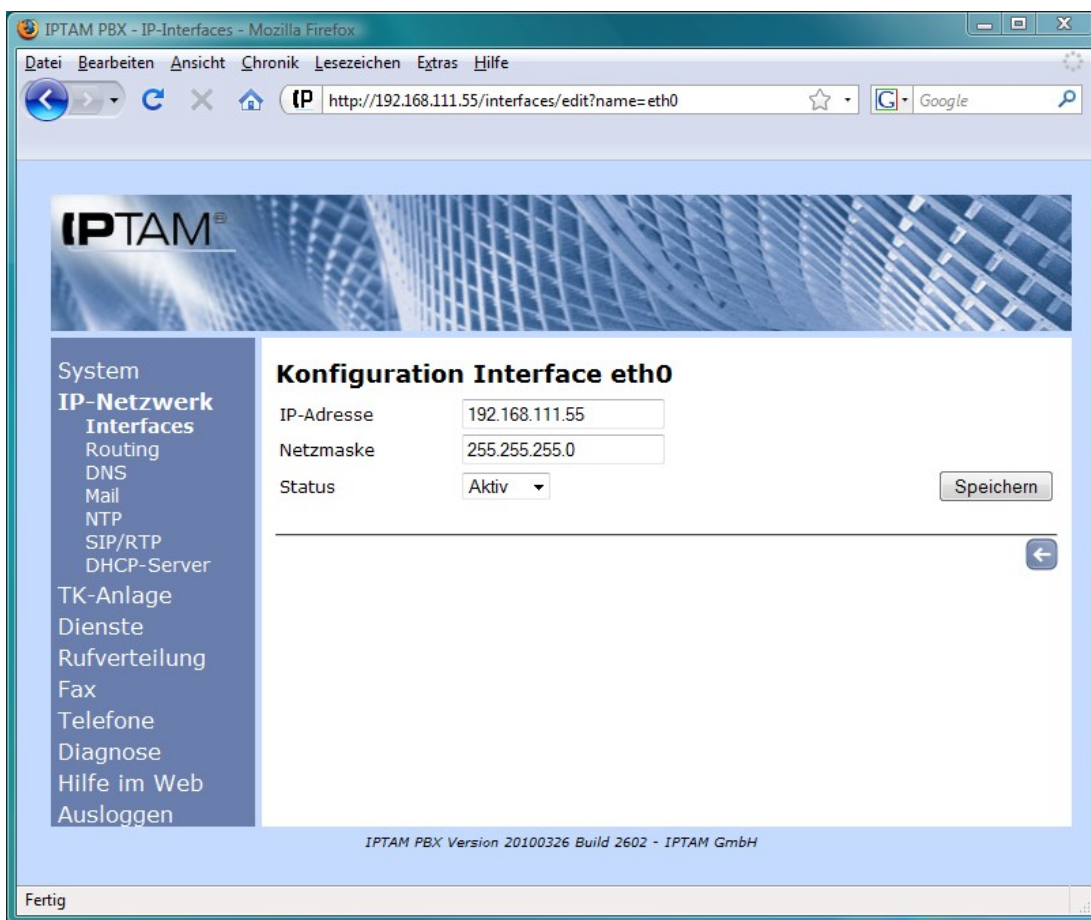 IPTAM PBX - IP-Interfaces - Mozilla Firefox
Datei Bearbeiten Ansicht Chronik Lesezeichen Extras Hilfe
http://192.168.111.55/interfaces/edit?name=eth0
Google
IPTAM®
System
IP-Netzwerk
Interfaces
Routing
DNS
Mail
NTP
SIP/RTP
DHCP-Server
TK-Anlage
Dienste
Rufverteilung
Fax
Telefone
Diagnose
Hilfe im Web
Ausloggen
Konfiguration Interface eth0
IP-Adresse 192.168.111.55
Netzmaske 255.255.255.0
Status Aktiv Speichern
IPTAM PBX Version 20100326 Build 2602 - IPTAM GmbH
Fertig